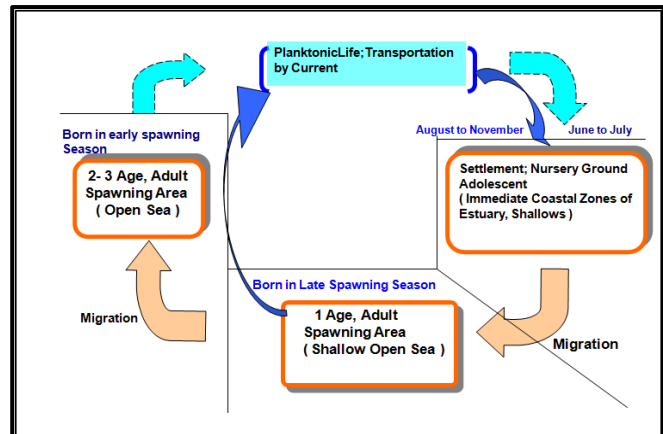 PlanktonicLife;Transportation
by Current
Born in early spawning
Season
August to November
June to July
2- 3 Age, Adult
Spawning Area
( Open Sea )
Settlement; Nursery Ground
Adolescent
( Immediate Coastal Zones of
Estuary, Shallows )
Born in Late Spawning Season
1 Age, Adult
Spawning Area
( Shallow Open Sea )
Migration
Migration